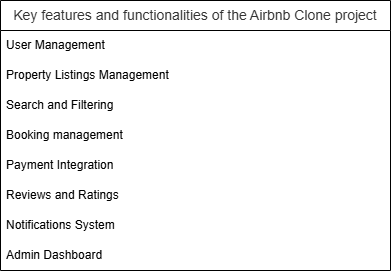 Key features and functionalities of the Airbnb Clone project
User Management
Property Listings Management
Search and Filtering
Booking management
Payment Integration
Reviews and Ratings
Notifications System
Admin Dashboard